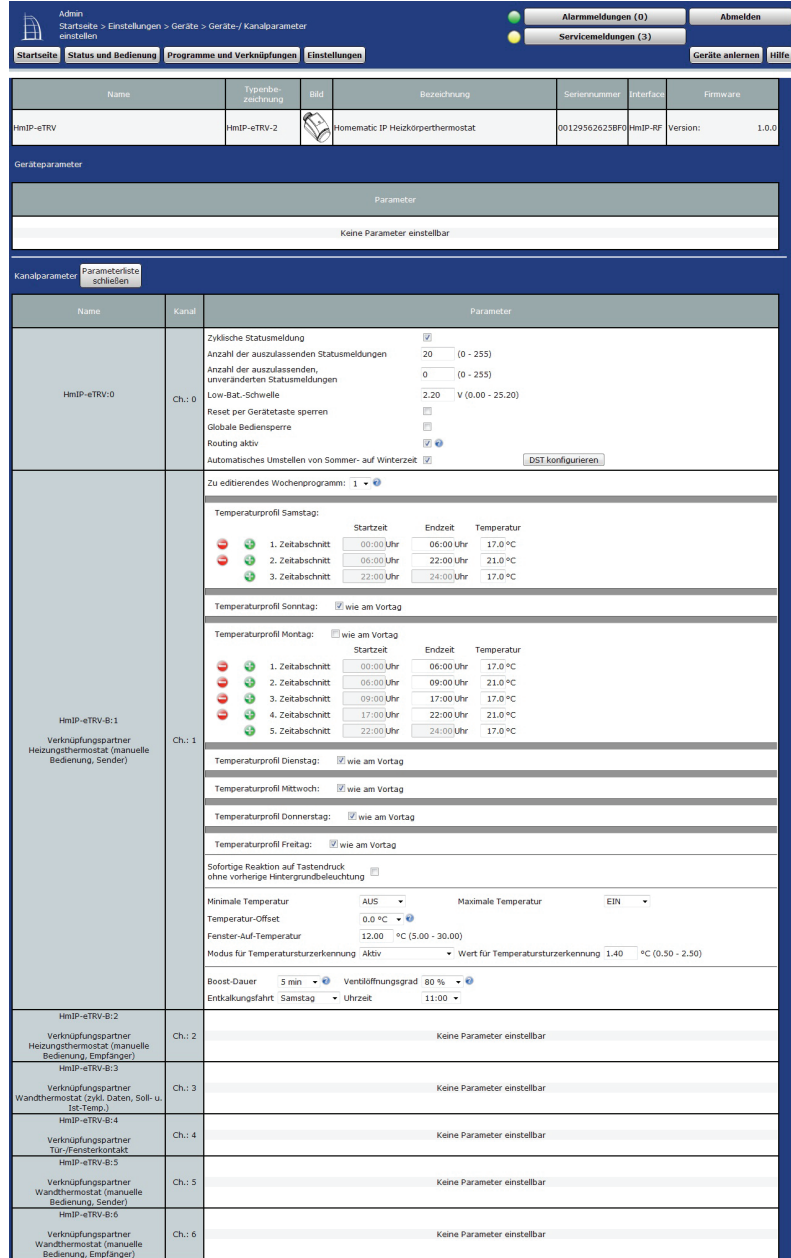 Admin
Startseite > Einstellungen > Geräte > Geräte-/ Kanalparameter
einstellen
Alarmmeldungen (0) Abmelden
Servicemeldungen (3)
Startseite Status und Bedienung Programme und Verknüpfungen Einstellungen Geräte anlernen Hilfe
Name Typenbe-
zeichnung Bild Bezeichnung Seriennummer Interface Firmware
HmIP-eTRV HmIP-eTRV-2 Homematic IP Heizkörperthermostat 00129562625BF0 HmIP-RF Version: 1.0.0
Geräteparameter
Parameter
Keine Parameter einstellbar
Kanalparameter Parameterliste
schließen
Name Kanal Parameter
HmIP-eTRV:0 Ch.: 0
Zyklische Statusmeldung
Anzahl der auszulassenden Statusmeldungen 20 (0 - 255)
Anzahl der auszulassenden,
unveränderten Statusmeldungen 0 (0 - 255)
Low-Bat.-Schwelle 2.20 V (0.00 - 25.20)
Reset per Gerätetaste sperren
Globale Bediensperre
Routing aktiv
Automatisches Umstellen von Sommer- auf Winterzeit DST konfigurieren
HmIP-eTRV-B:1
Verknüpfungspartner
Heizungsthermostat (manuelle
Bedienung, Sender)
Ch.: 1
Zu editierendes Wochenprogramm: 1
Temperaturprofil Samstag:
Startzeit Endzeit Temperatur
1. Zeitabschnitt 00:00 Uhr 06:00 Uhr 17.0 °C
2. Zeitabschnitt 06:00 Uhr 22:00 Uhr 21.0 °C
3. Zeitabschnitt 22:00 Uhr 24:00 Uhr 17.0 °C
Temperaturprofil Sonntag: wie am Vortag
Temperaturprofil Montag: wie am Vortag
Startzeit Endzeit Temperatur
1. Zeitabschnitt 00:00 Uhr 06:00 Uhr 17.0 °C
2. Zeitabschnitt 06:00 Uhr 09:00 Uhr 21.0 °C
3. Zeitabschnitt 09:00 Uhr 17:00 Uhr 17.0 °C
4. Zeitabschnitt 17:00 Uhr 22:00 Uhr 21.0 °C
5. Zeitabschnitt 22:00 Uhr 24:00 Uhr 17.0 °C
Temperaturprofil Dienstag: wie am Vortag
Temperaturprofil Mittwoch: wie am Vortag
Temperaturprofil Donnerstag: wie am Vortag
Temperaturprofil Freitag: wie am Vortag
Sofortige Reaktion auf Tastendruck
ohne vorherige Hintergrundbeleuchtung
Minimale Temperatur AUS Maximale Temperatur EIN
Temperatur-Offset 0.0 °C
Fenster-Auf-Temperatur 12.00 °C (5.00 - 30.00)
Modus für Temperatursturzerkennung Aktiv Wert für Temperatursturzerkennung 1.40 °C (0.50 - 2.50)
Boost-Dauer 5 min Ventilöffnungsgrad 80 %
Entkalkungsfahrt Samstag Uhrzeit 11:00
HmIP-eTRV-B:2
Verknüpfungspartner
Heizungsthermostat (manuelle
Bedienung, Empfänger)
Ch.: 2 Keine Parameter einstellbar
HmIP-eTRV-B:3
Verknüpfungspartner
Wandthermostat (zykl. Daten, Soll- u.
Ist-Temp.)
Ch.: 3 Keine Parameter einstellbar
HmIP-eTRV-B:4
Verknüpfungspartner
Tür-/Fensterkontakt
Ch.: 4 Keine Parameter einstellbar
HmIP-eTRV-B:5
Verknüpfungspartner
Wandthermostat (manuelle
Bedienung, Sender)
Ch.: 5 Keine Parameter einstellbar
HmIP-eTRV-B:6
Verknüpfungspartner
Wandthermostat (manuelle
Bedienung, Empfänger)
Ch.: 6 Keine Parameter einstellbar